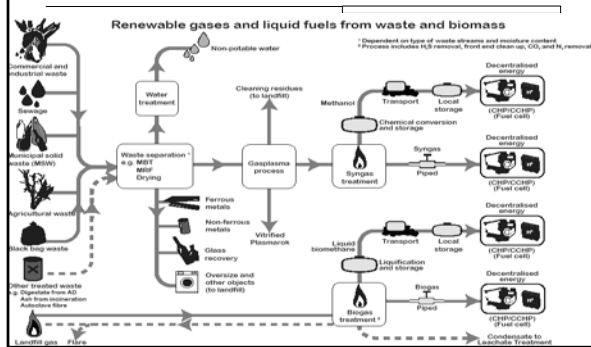 Renewable gases and liquid fuels from waste and biomass
¹ Dependent on type of waste streams and moisture content
² Process includes H₂S removal, front end clean up, CO₂ and N₂ removal
Commercial and
industrial waste
Sewage
Municipal solid
waste (MSW)
Agricultural waste
Black bag waste
Other treated waste
e.g. Digestate from AD
Ash from incineration
Autoclave fibre
Landfill gas
Flare
Non-potable water
Water
treatment
Waste separation ¹
e.g. MBT
MRF
Drying
Ferrous
metals
Non-ferrous
metals
Glass
recovery
Oversize and
other objects
(to landfill)
Cleaning residues
(to landfill)
Gasplasma
process
Vitrified
Plasmarok
Methanol
Transport
Local
storage
Chemical conversion
and storage
Syngas
treatment
Syngas
Piped
Decentralised
energy
(CHP/CCHP)
(Fuel cell)
Decentralised
energy
(CHP/CCHP)
(Fuel cell)
Liquid
biomethane
Transport
Local
storage
Liquification
and storage
Biogas
treatment ²
Biogas
Piped
Decentralised
energy
(CHP/CCHP)
(Fuel cell)
Decentralised
energy
(CHP/CCHP)
(Fuel cell)
Condensate to
Leachate Treatment